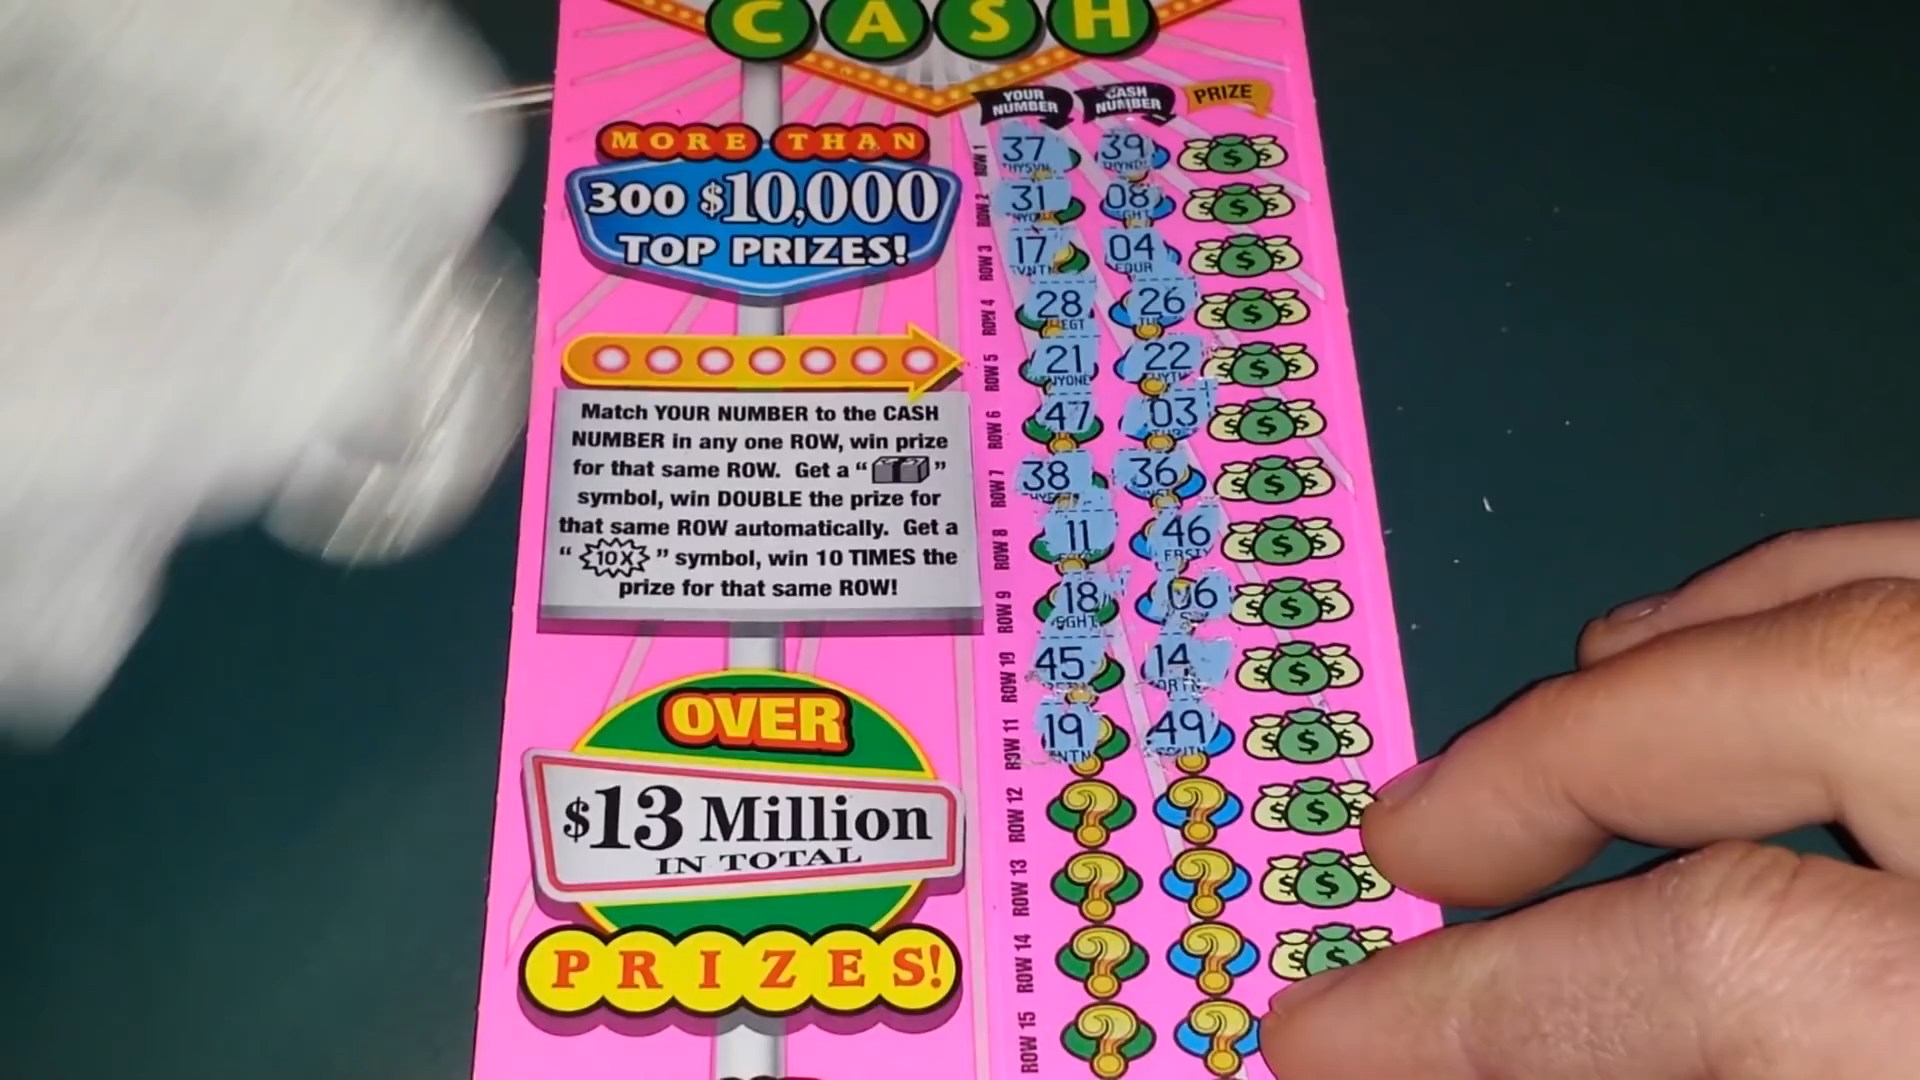 CASH
MORE THAN
300 $10,000
TOP PRIZES!
Match YOUR NUMBER to the CASH
NUMBER in any one ROW, win prize
for that same ROW. Get a " "
symbol, win DOUBLE the prize for
that same ROW automatically. Get a
" 10X " symbol, win 10 TIMES the
prize for that same ROW!
OVER
$13 Million
IN TOTAL
PRIZES!
YOUR NUMBER CASH NUMBER PRIZE
ROW 1 37 39 $
ROW 2 31 08 $ $ $
ROW 3 17 04 FOUR $ $ $
ROW 4 28 26 $ $ $
ROW 5 21 22 $ $ $
ROW 6 47 03 $ $ $
ROW 7 38 36 $ $ $
ROW 8 11 46 $ $ $
ROW 9 18 06 $ $ $
ROW 10 45 14 $ $ $
ROW 11 19 49 $ $ $
ROW 12 ? ? $ $ $
ROW 13 ? ? $ $ $
ROW 14 ? ? $ $
ROW 15 ? ?